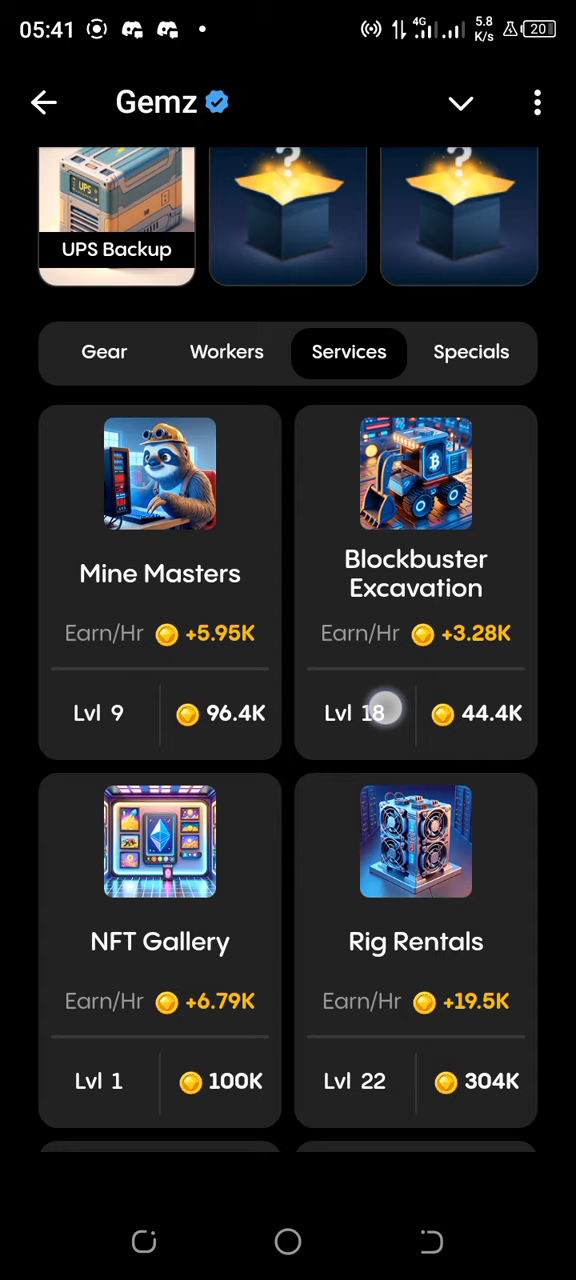 05:41 4G 5.8 K/s 20
Gemz
UPS
UPS Backup
Gear Workers Services Specials
Mine Masters
Earn/Hr +5.95K
Lvl 9 96.4K
Blockbuster
Excavation
Earn/Hr +3.28K
Lvl 18 44.4K
NFT Gallery
Earn/Hr +6.79K
Lvl 1 100K
Rig Rentals
Earn/Hr +19.5K
Lvl 22 304K